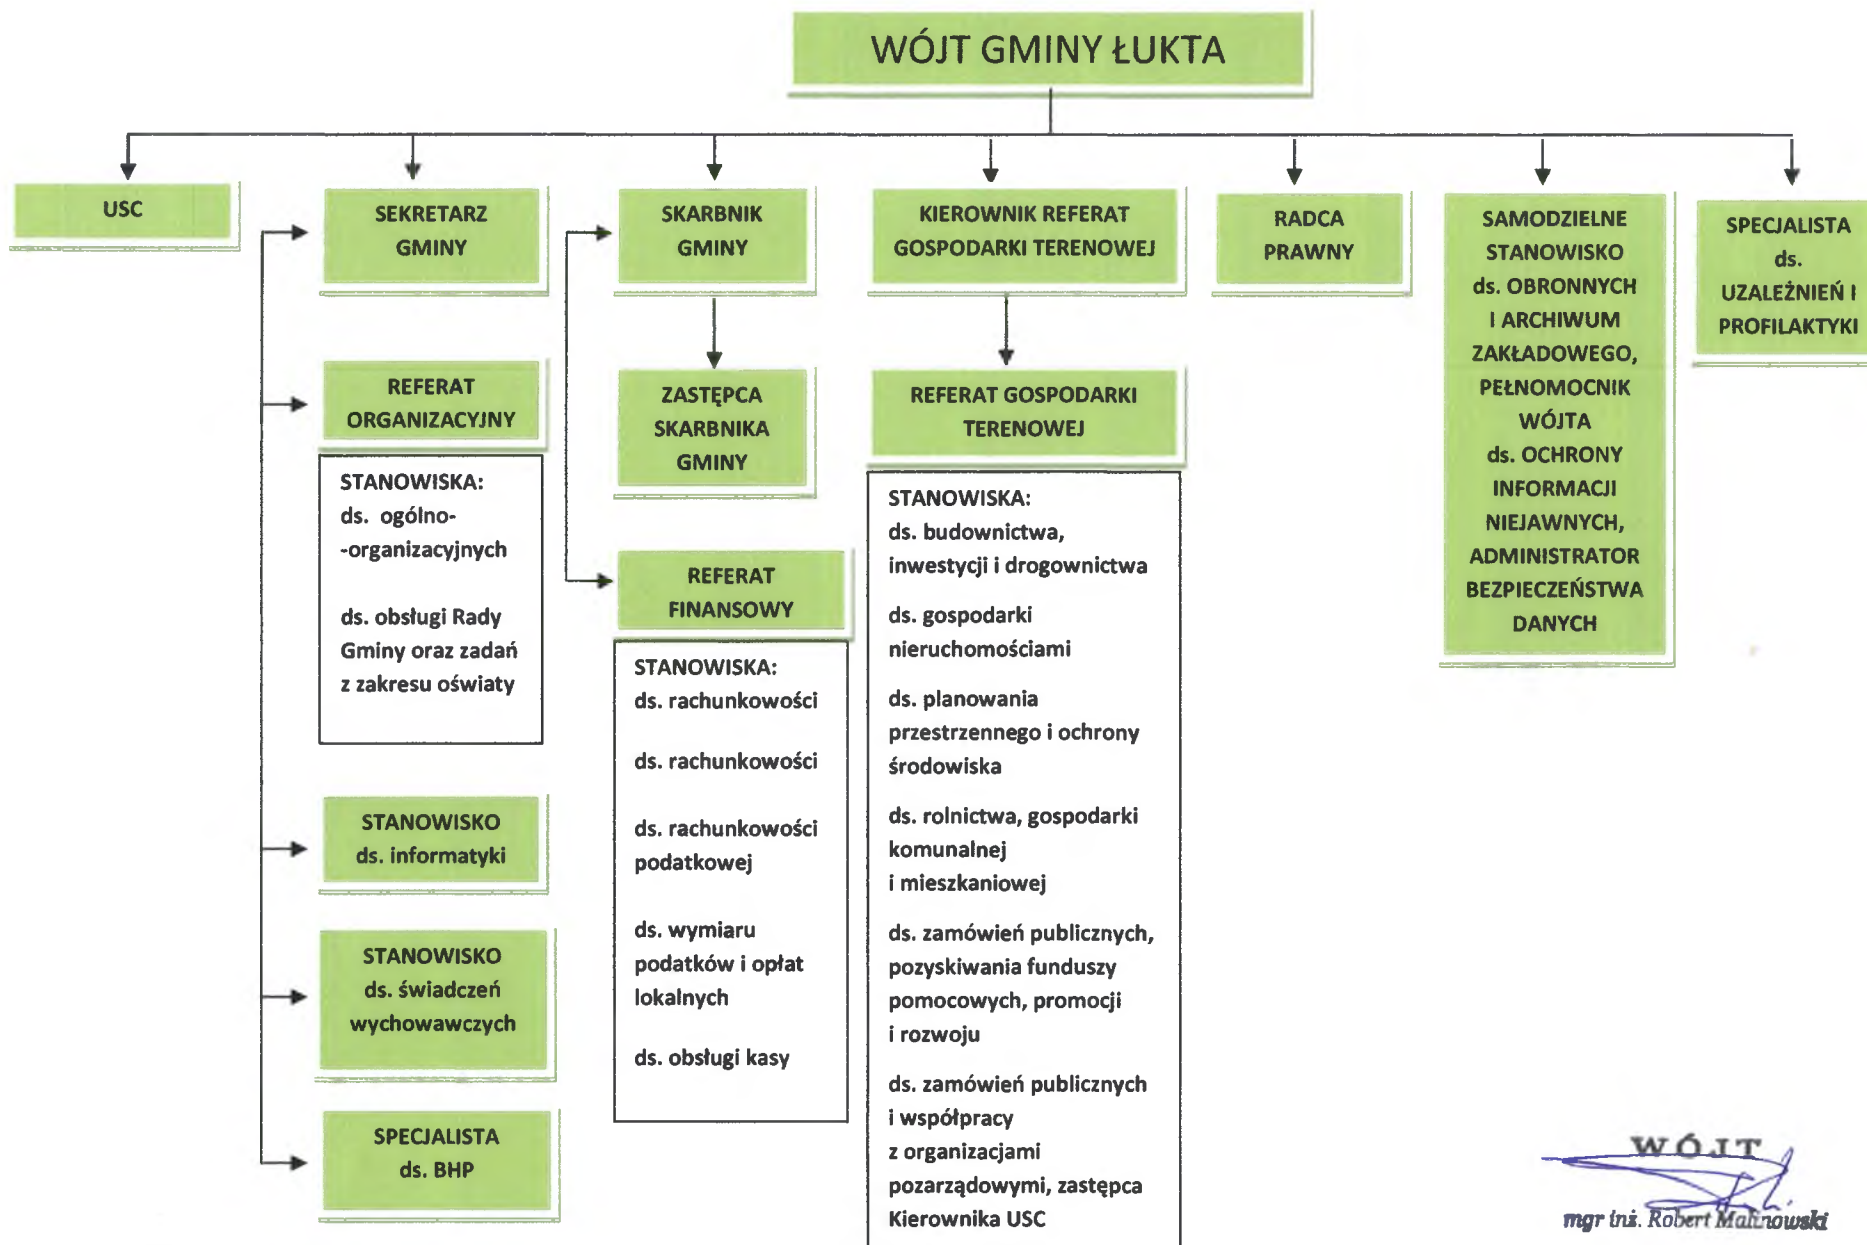 WÓJT GMINY ŁUKTA
USC
SEKRETARZ
GMINY
REFERAT
ORGANIZACYJNY
STANOWISKA:
ds. ogólno-
-organizacyjnych
ds. obsługi Rady
Gminy oraz zadań
z zakresu oświaty
STANOWISKO
ds. informatyki
STANOWISKO
ds. świadczeń
wychowawczych
SPECJALISTA
ds. BHP
SKARBNIK
GMINY
ZASTĘPCA
SKARBNIKA
GMINY
REFERAT
FINANSOWY
STANOWISKA:
ds. rachunkowości
ds. rachunkowości
ds. rachunkowości
podatkowej
ds. wymiaru
podatków i opłat
lokalnych
ds. obsługi kasy
KIEROWNIK REFERAT
GOSPODARKI TERENOWEJ
REFERAT GOSPODARKI
TERENOWEJ
STANOWISKA:
ds. budownictwa,
inwestycji i drogownictwa
ds. gospodarki
nieruchomościami
ds. planowania
przestrzennego i ochrony
środowiska
ds. rolnictwa, gospodarki
komunalnej
i mieszkaniowej
ds. zamówień publicznych,
pozyskiwania funduszy
pomocowych, promocji
i rozwoju
ds. zamówień publicznych
i współpracy
z organizacjami
pozarządowymi, zastępca
Kierownika USC
RADCA
PRAWNY
SAMODZIELNE
STANOWISKO
ds. OBRONNYCH
I ARCHIWUM
ZAKŁADOWEGO,
PEŁNOMOCNIK
WÓJTA
ds. OCHRONY
INFORMACJI
NIEJAWNYCH,
ADMINISTRATOR
BEZPIECZEŃSTWA
DANYCH
SPECJALISTA
ds.
UZALEŻNIEŃ I
PROFILAKTYKI
WÓJT
mgr inż. Robert Malinowski